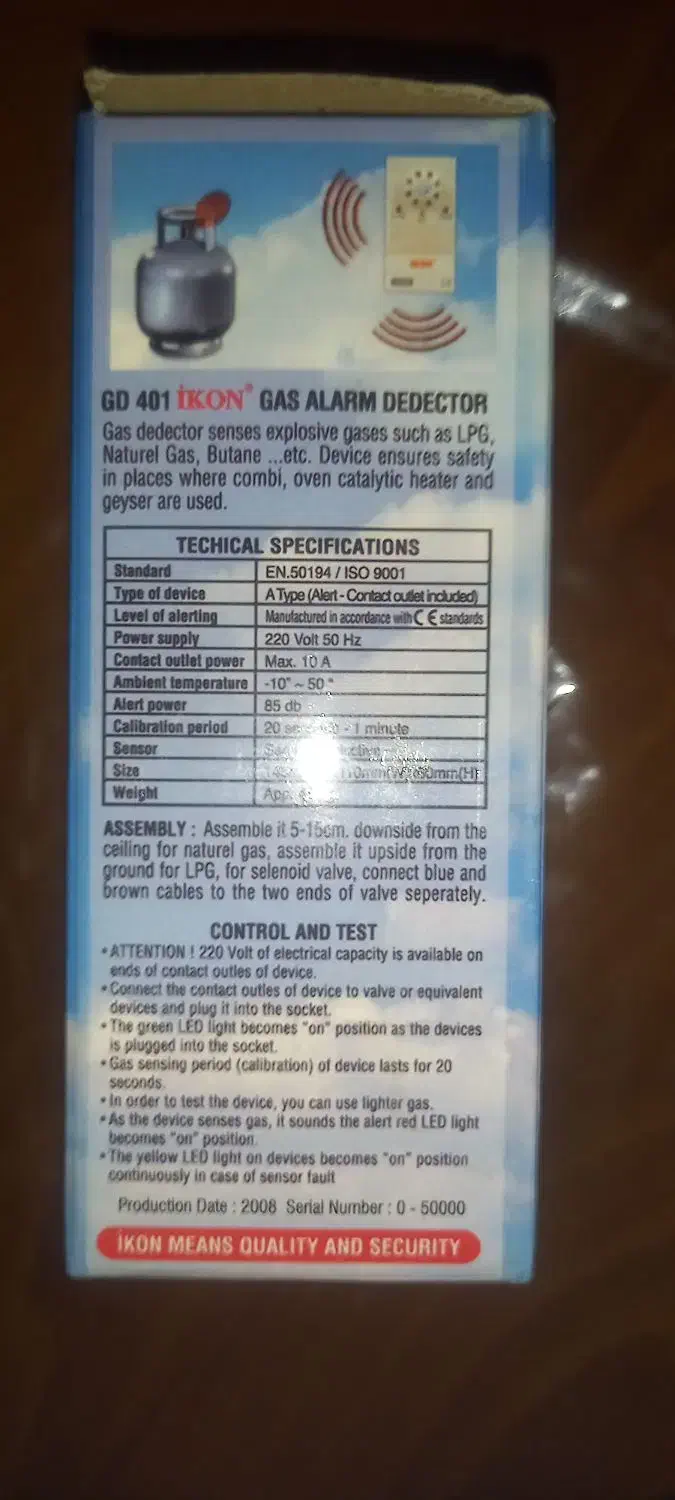 GD 401 İKON® GAS ALARM DEDECTOR
Gas dedector senses explosive gases such as LPG,
Naturel Gas, Butane ...etc. Device ensures safety
in places where combi, oven catalytic heater and
geyser are used.
TECHICAL SPECIFICATIONS
Standard EN.50194 / ISO 9001
Type of device A Type (Alert - Contact outlet included)
Level of alerting Manufactured in accordance with CE standards
Power supply 220 Volt 50 Hz
Contact outlet power Max. 10 A
Ambient temperature -10° ~ 50 °
Alert power 85 db
Calibration period 20 - 1 minute
Sensor
Size
Weight App.
ASSEMBLY : Assemble it 5-15cm. downside from the
ceiling for naturel gas, assemble it upside from the
ground for LPG, for selenoid valve, connect blue and
brown cables to the two ends of valve seperately.
CONTROL AND TEST
• ATTENTION ! 220 Volt of electrical capacity is available on
ends of contact outles of device.
• Connect the contact outles of device to valve or equivalent
devices and plug it into the socket.
• The green LED light becomes "on" position as the devices
is plugged into the socket.
• Gas sensing period (calibration) of device lasts for 20
seconds.
• In order to test the device, you can use lighter gas.
• As the device senses gas, it sounds the alert red LED light
becomes "on" position.
• The yellow LED light on devices becomes "on" position
continuously in case of sensor fault
Production Date : 2008 Serial Number : 0 - 50000
İKON MEANS QUALITY AND SECURITY